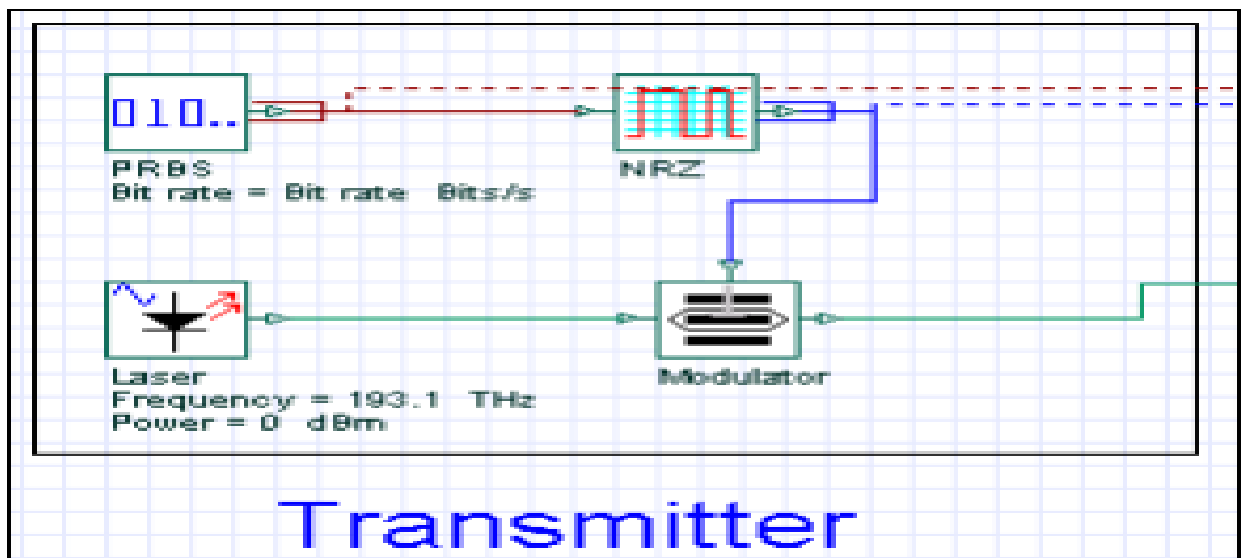 010..
PRBS
Bit rate = Bit rate Bits/s
NRZ
Laser
Frequency = 193.1 THz
Power = 0 dBm
Modulator
Transmitter